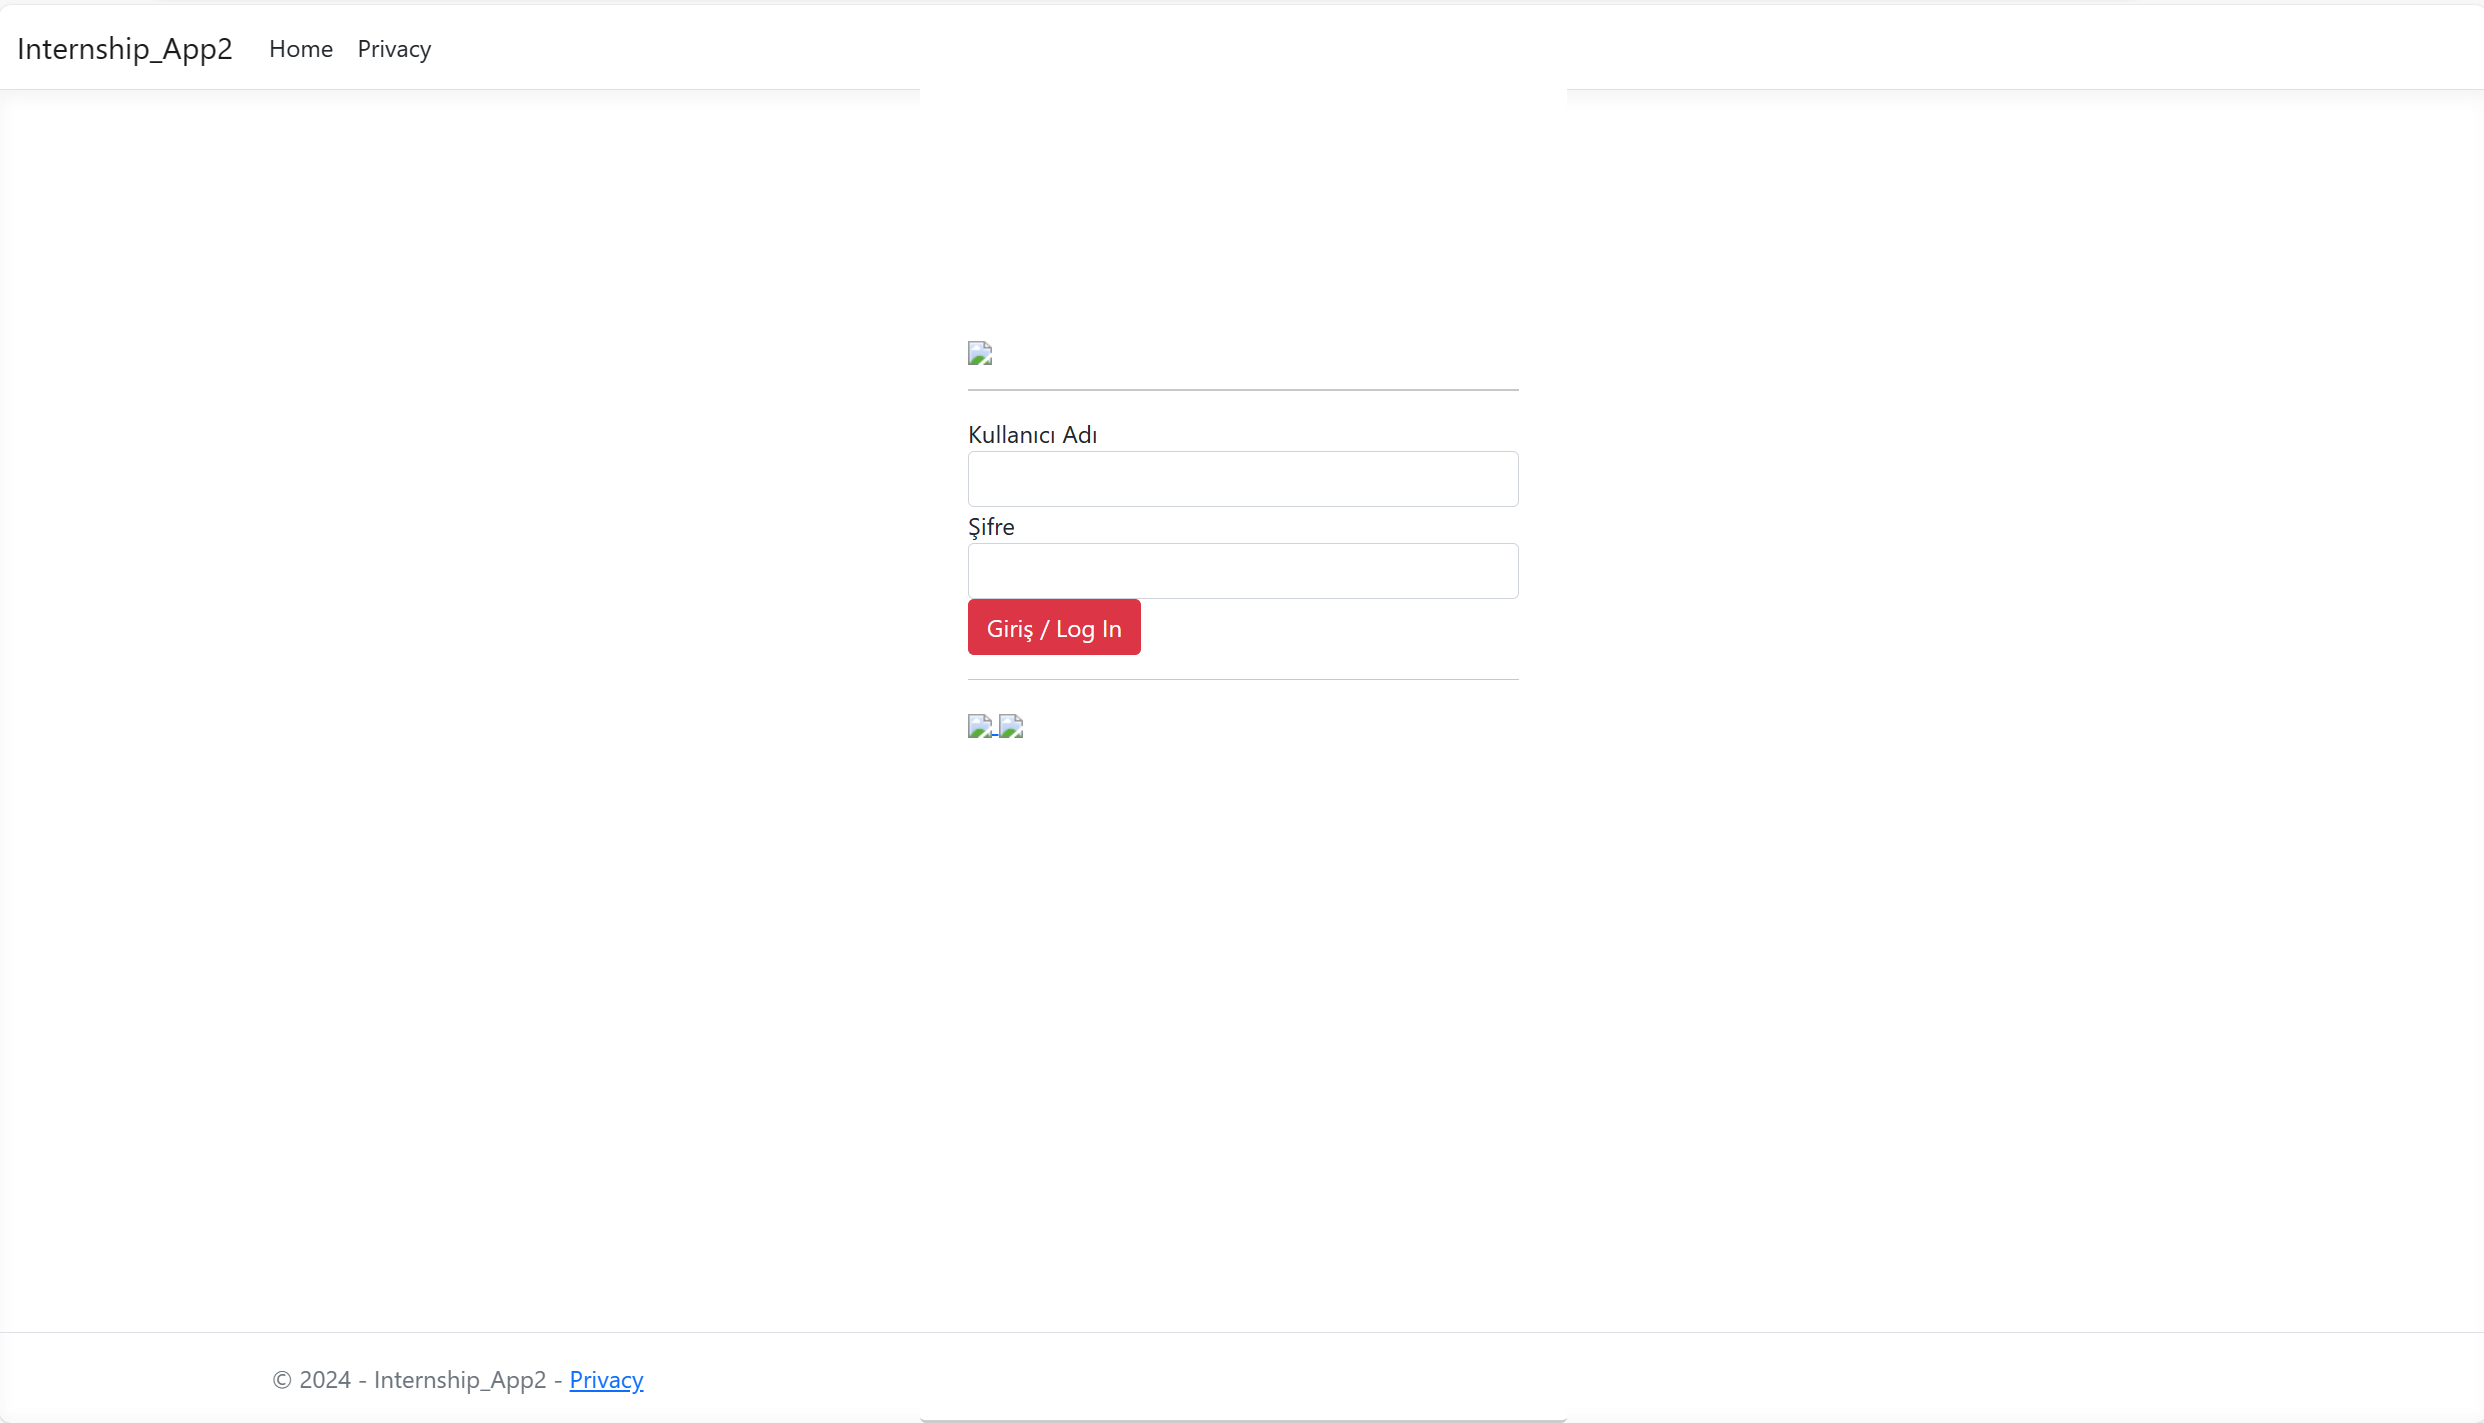 Internship_App2 Home Privacy
Kullanıcı Adı
Şifre
Giriş / Log In
© 2024 - Internship_App2 - Privacy